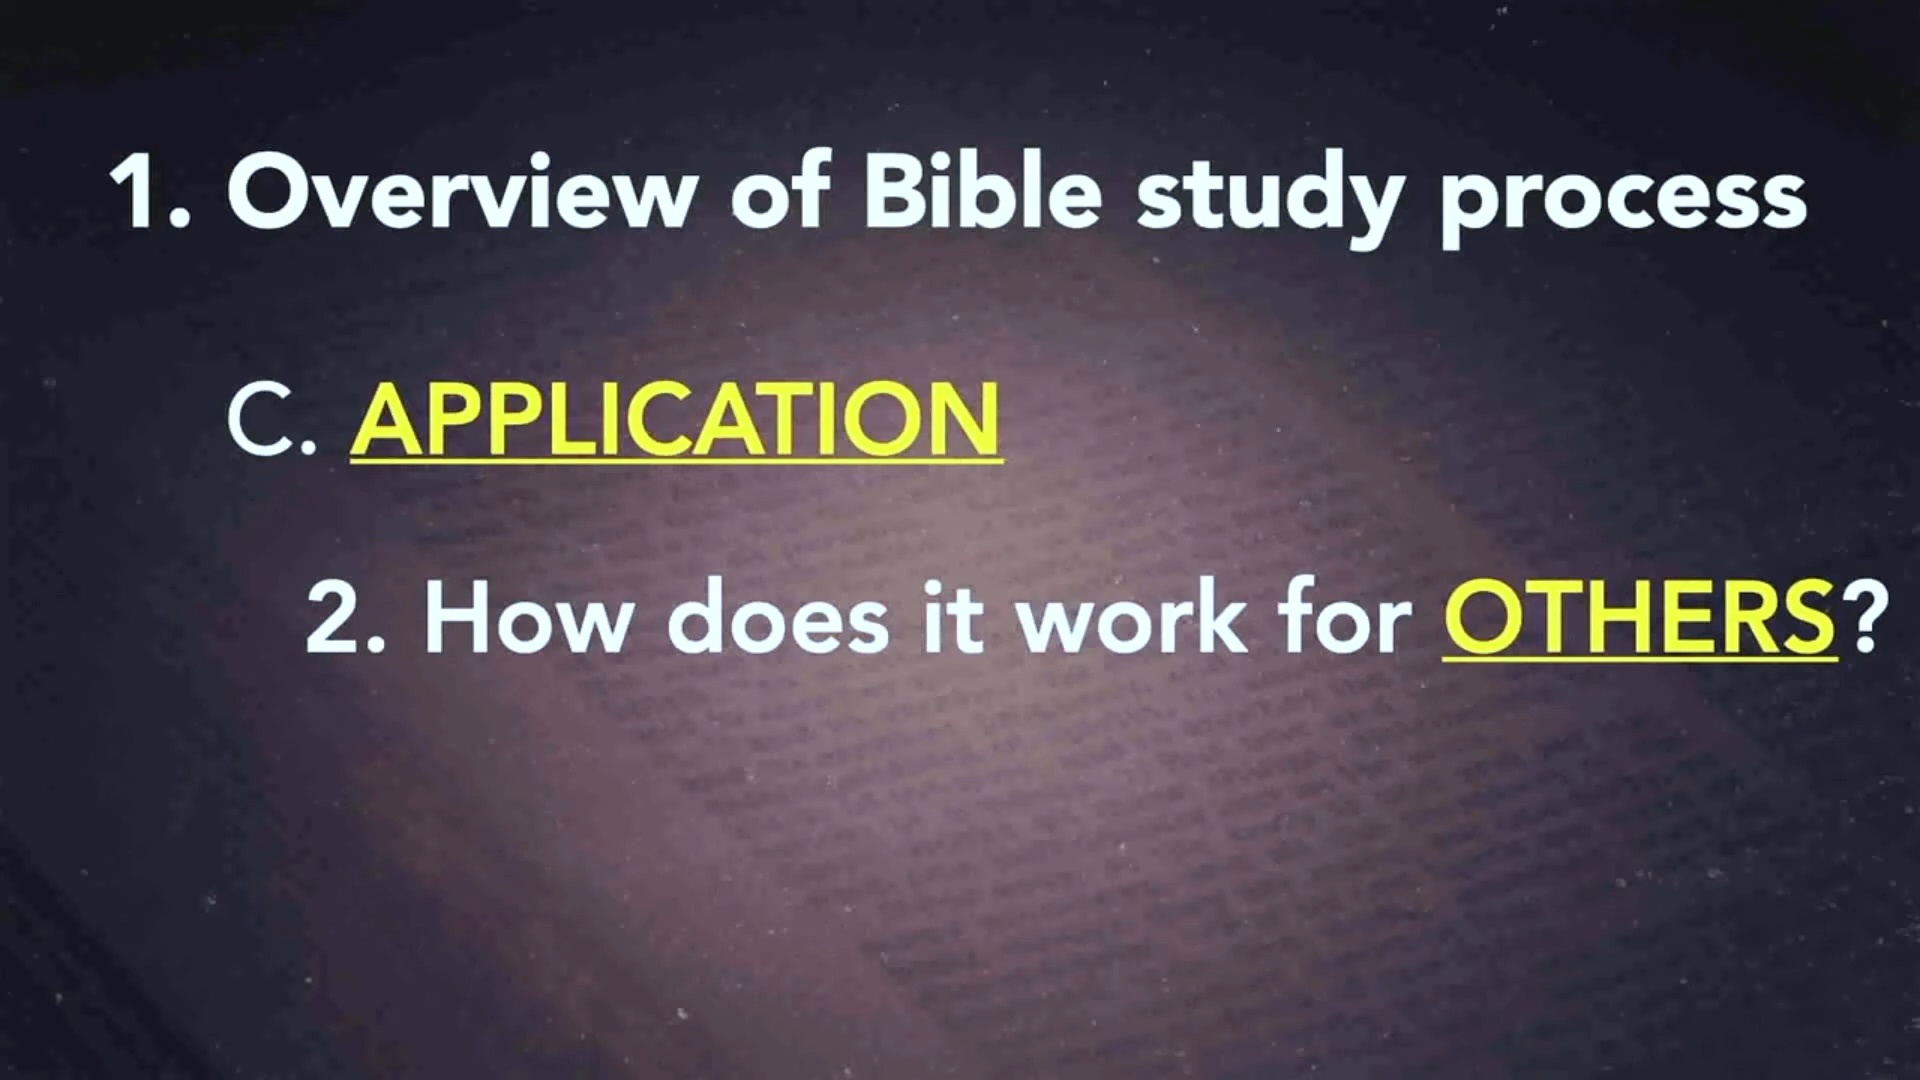 1. Overview of Bible study process
C. APPLICATION
2. How does it work for OTHERS?